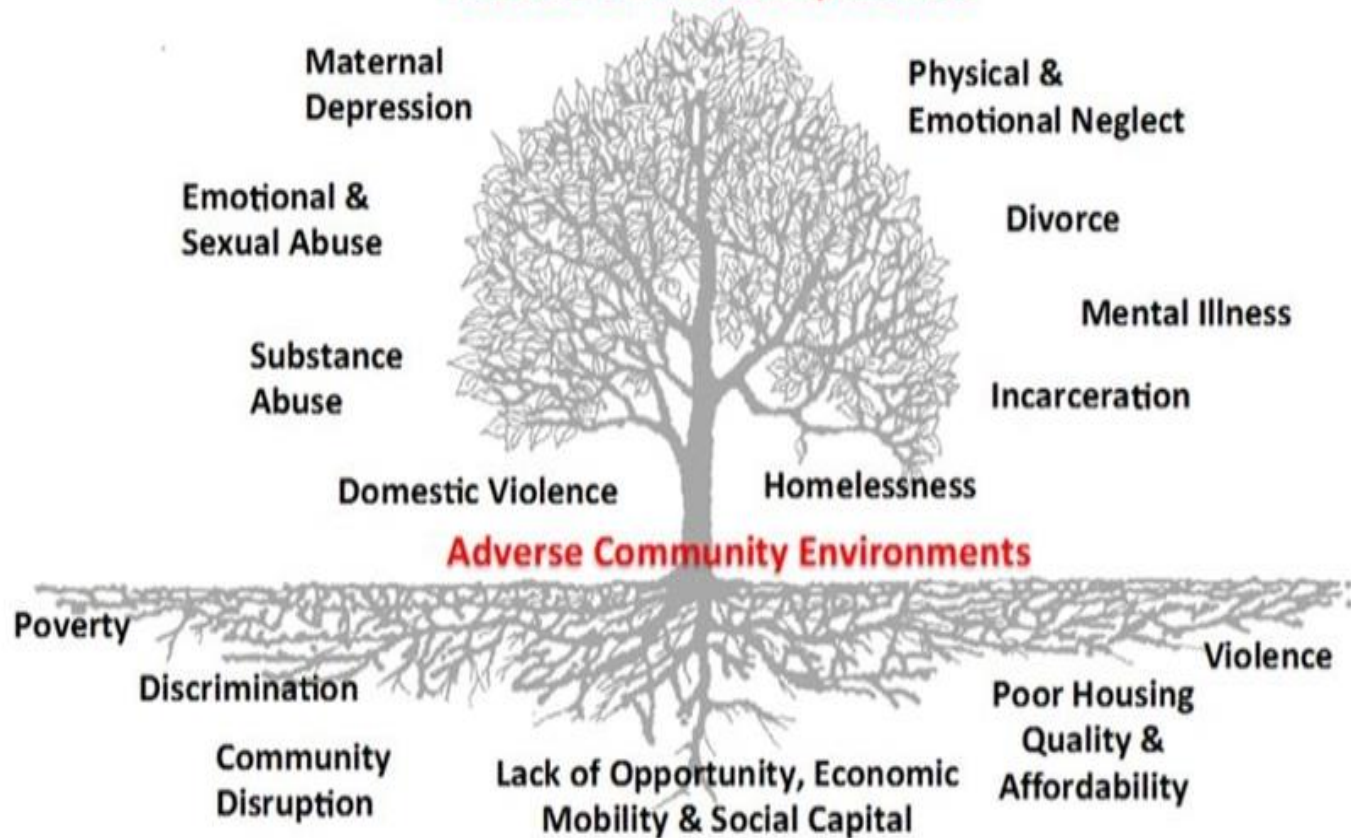 Maternal
Depression
Physical &
Emotional Neglect
Emotional &
Sexual Abuse
Divorce
Mental Illness
Substance
Abuse
Incarceration
Domestic Violence
Homelessness
Adverse Community Environments
Poverty
Violence
Discrimination
Poor Housing
Quality &
Affordability
Community
Disruption
Lack of Opportunity, Economic
Mobility & Social Capital